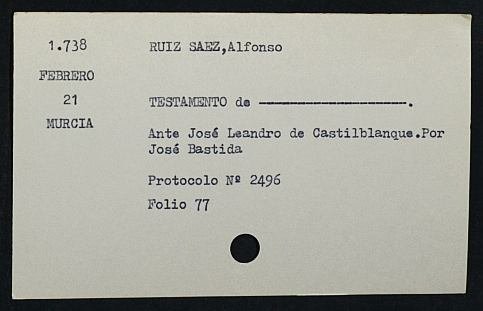 1.738
RUIZ SAEZ,Alfonso
FEBRERO
21
TESTAMENTO de ----------------------.
MURCIA
Ante José Leandro de Castilblanque.Por
José Bastida
Protocolo Nº 2496
Folio 77